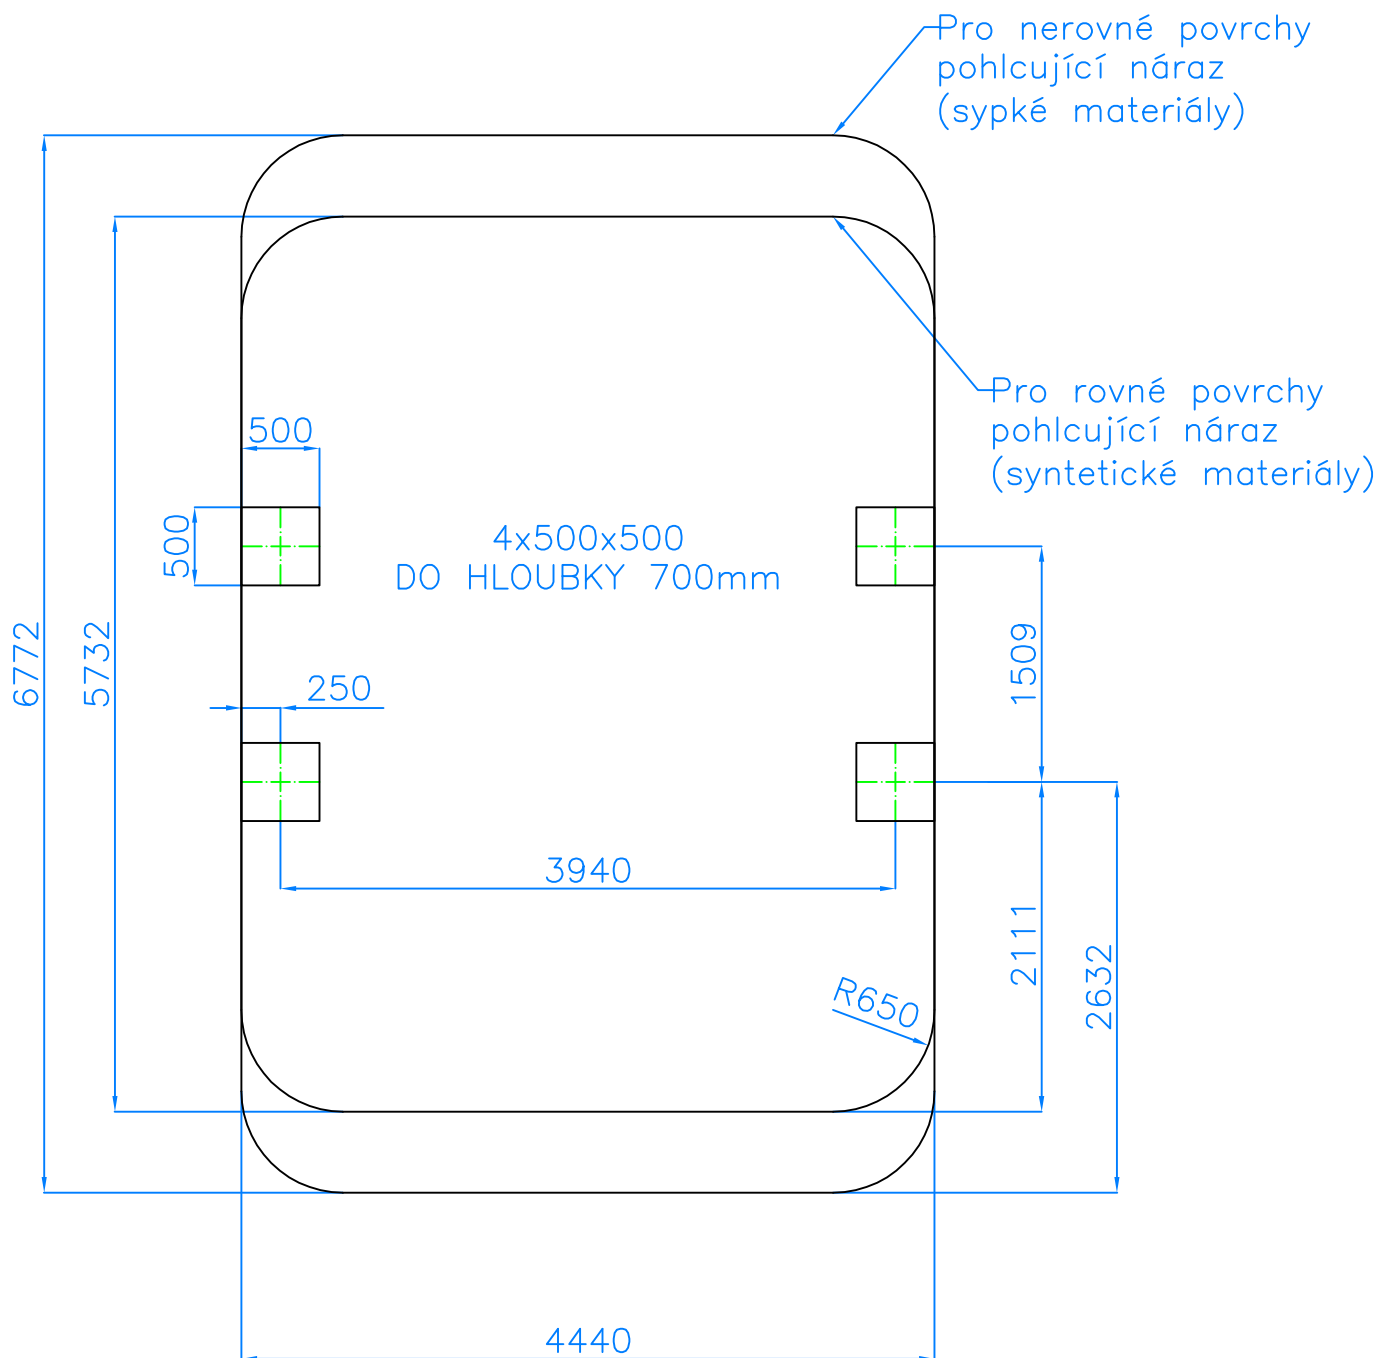 Pro nerovné povrchy
pohlcující náraz
(sypké materiály)
Pro rovné povrchy
pohlcující náraz
(syntetické materiály)
500
500
4x500x500
DO HLOUBKY 700mm
6772
5732
1509
250
3940
2111
2632
R650
4440